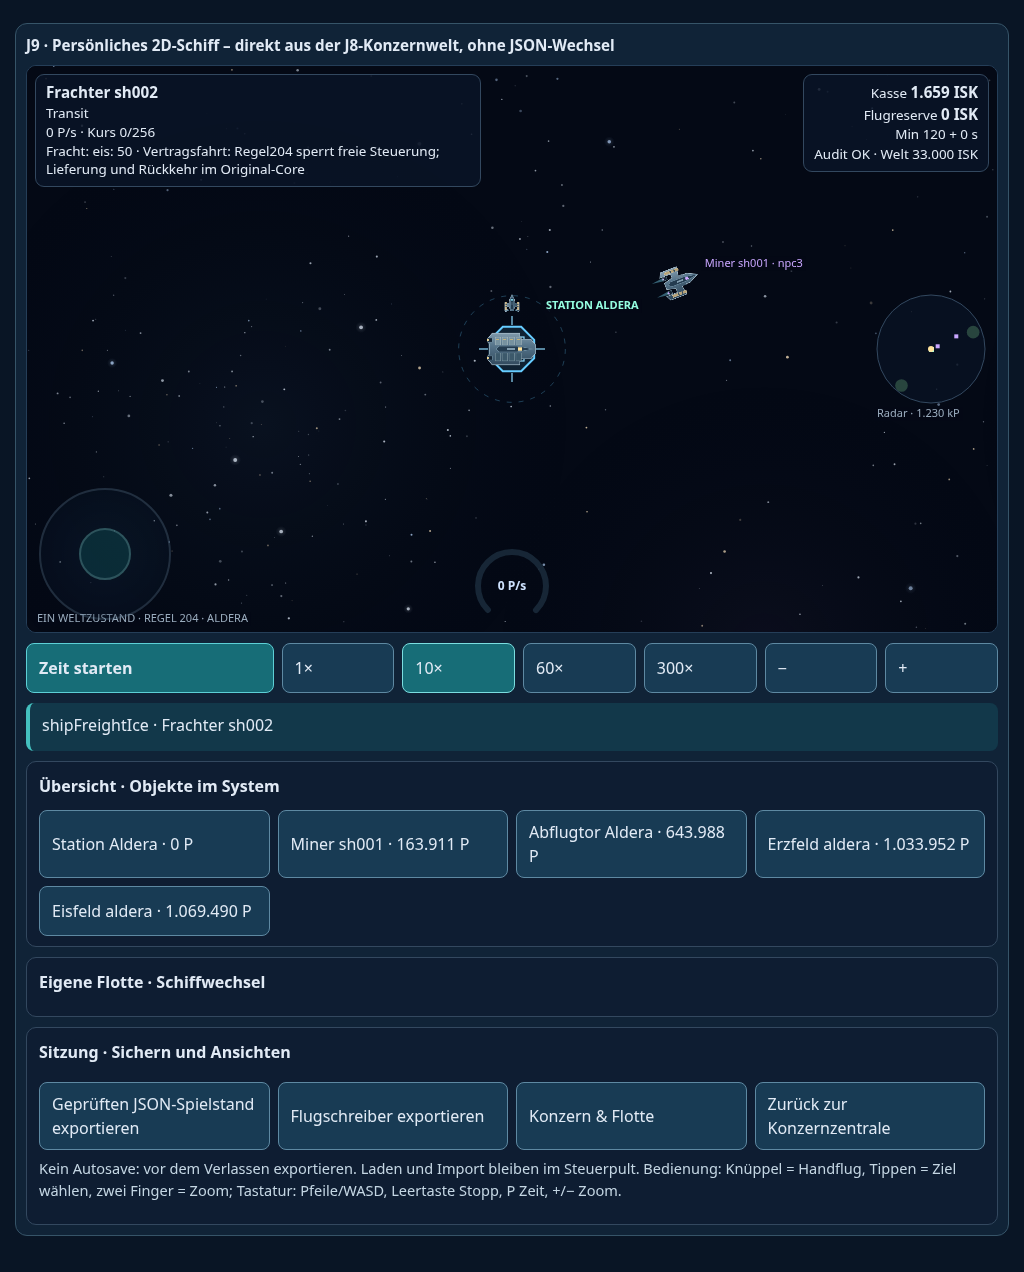 J9 · Persönliches 2D-Schiff – direkt aus der J8-Konzernwelt, ohne JSON-Wechsel
Frachter sh002
Transit
0 P/s · Kurs 0/256
Fracht: eis: 50 · Vertragsfahrt: Regel204 sperrt freie Steuerung;
Lieferung und Rückkehr im Original-Core
Kasse 1.659 ISK
Flugreserve 0 ISK
Min 120 + 0 s
Audit OK · Welt 33.000 ISK
Miner sh001 · npc3
STATION ALDERA
Radar · 1.230 kP
0 P/s
EIN WELTZUSTAND · REGEL 204 · ALDERA
Zeit starten
1×
10×
60×
300×
−
+
shipFreightIce · Frachter sh002
Übersicht · Objekte im System
Station Aldera · 0 P
Miner sh001 · 163.911 P
Abflugtor Aldera · 643.988
P
Erzfeld aldera · 1.033.952 P
Eisfeld aldera · 1.069.490 P
Eigene Flotte · Schiffwechsel
Sitzung · Sichern und Ansichten
Geprüften JSON-Spielstand
exportieren
Flugschreiber exportieren
Konzern & Flotte
Zurück zur
Konzernzentrale
Kein Autosave: vor dem Verlassen exportieren. Laden und Import bleiben im Steuerpult. Bedienung: Knüppel = Handflug, Tippen = Ziel
wählen, zwei Finger = Zoom; Tastatur: Pfeile/WASD, Leertaste Stopp, P Zeit, +/− Zoom.